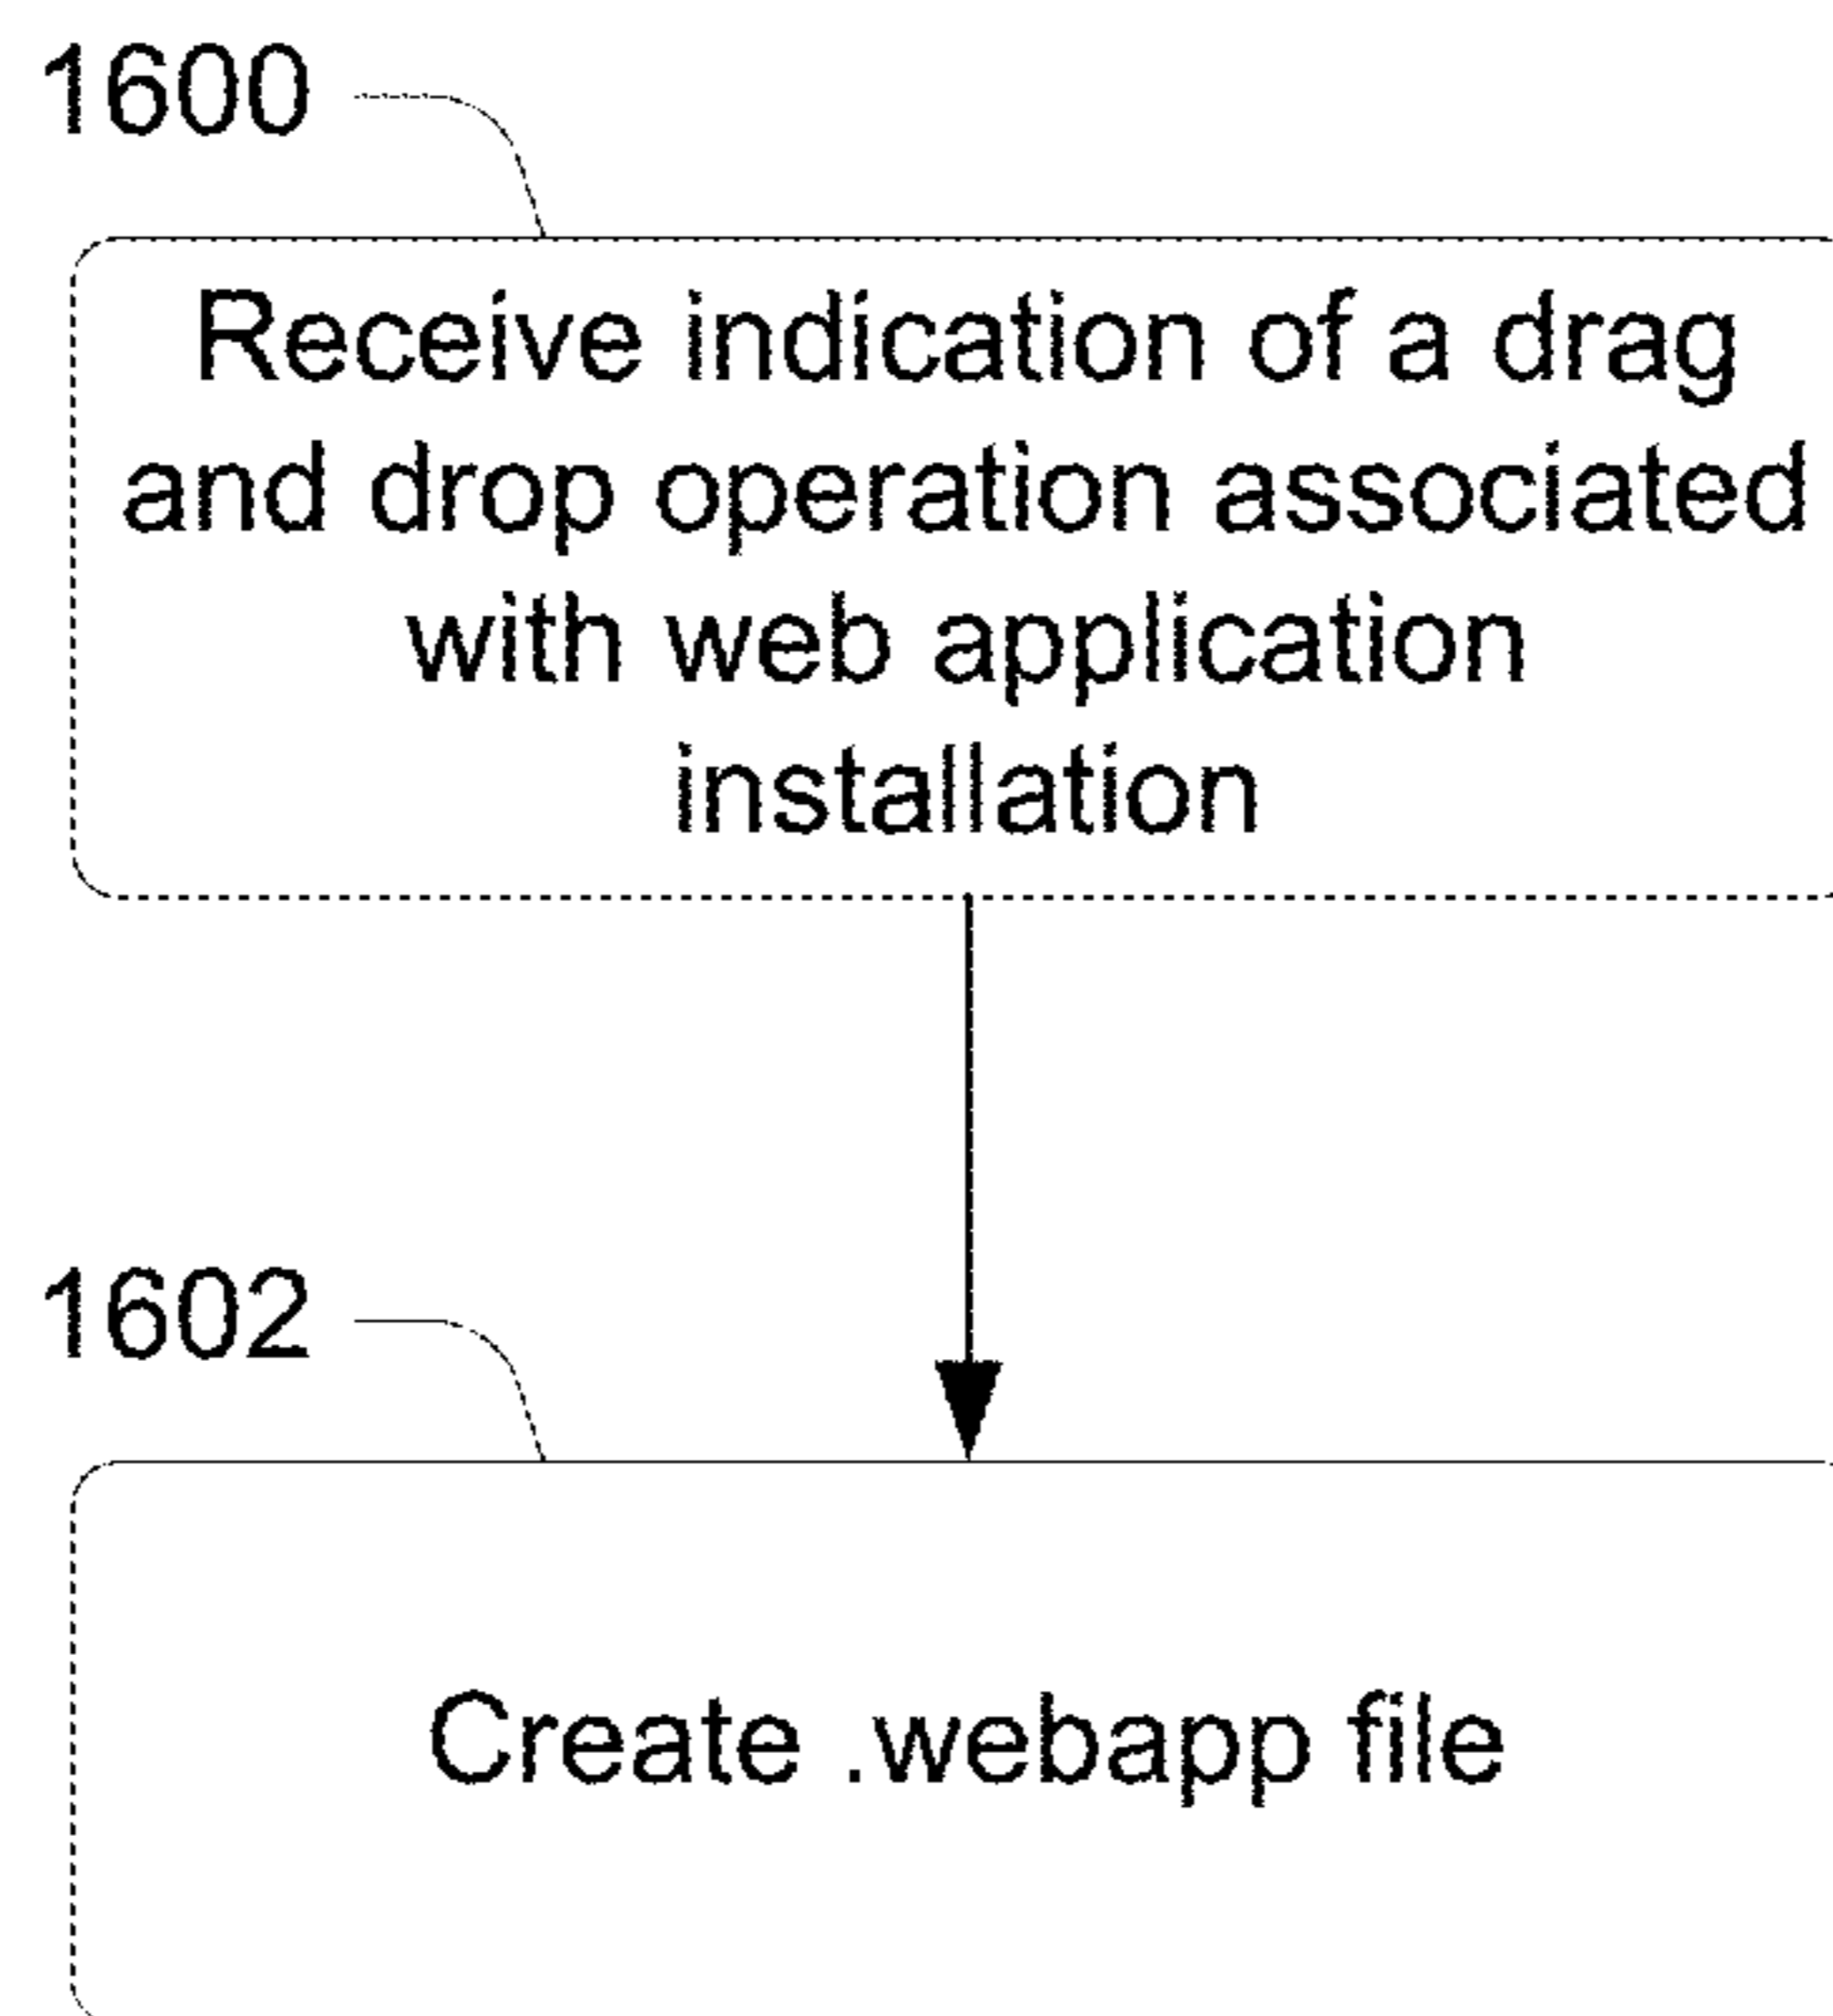 1600
Receive indication of a drag
and drop operation associated
with web application
installation
1602
Create .webapp file